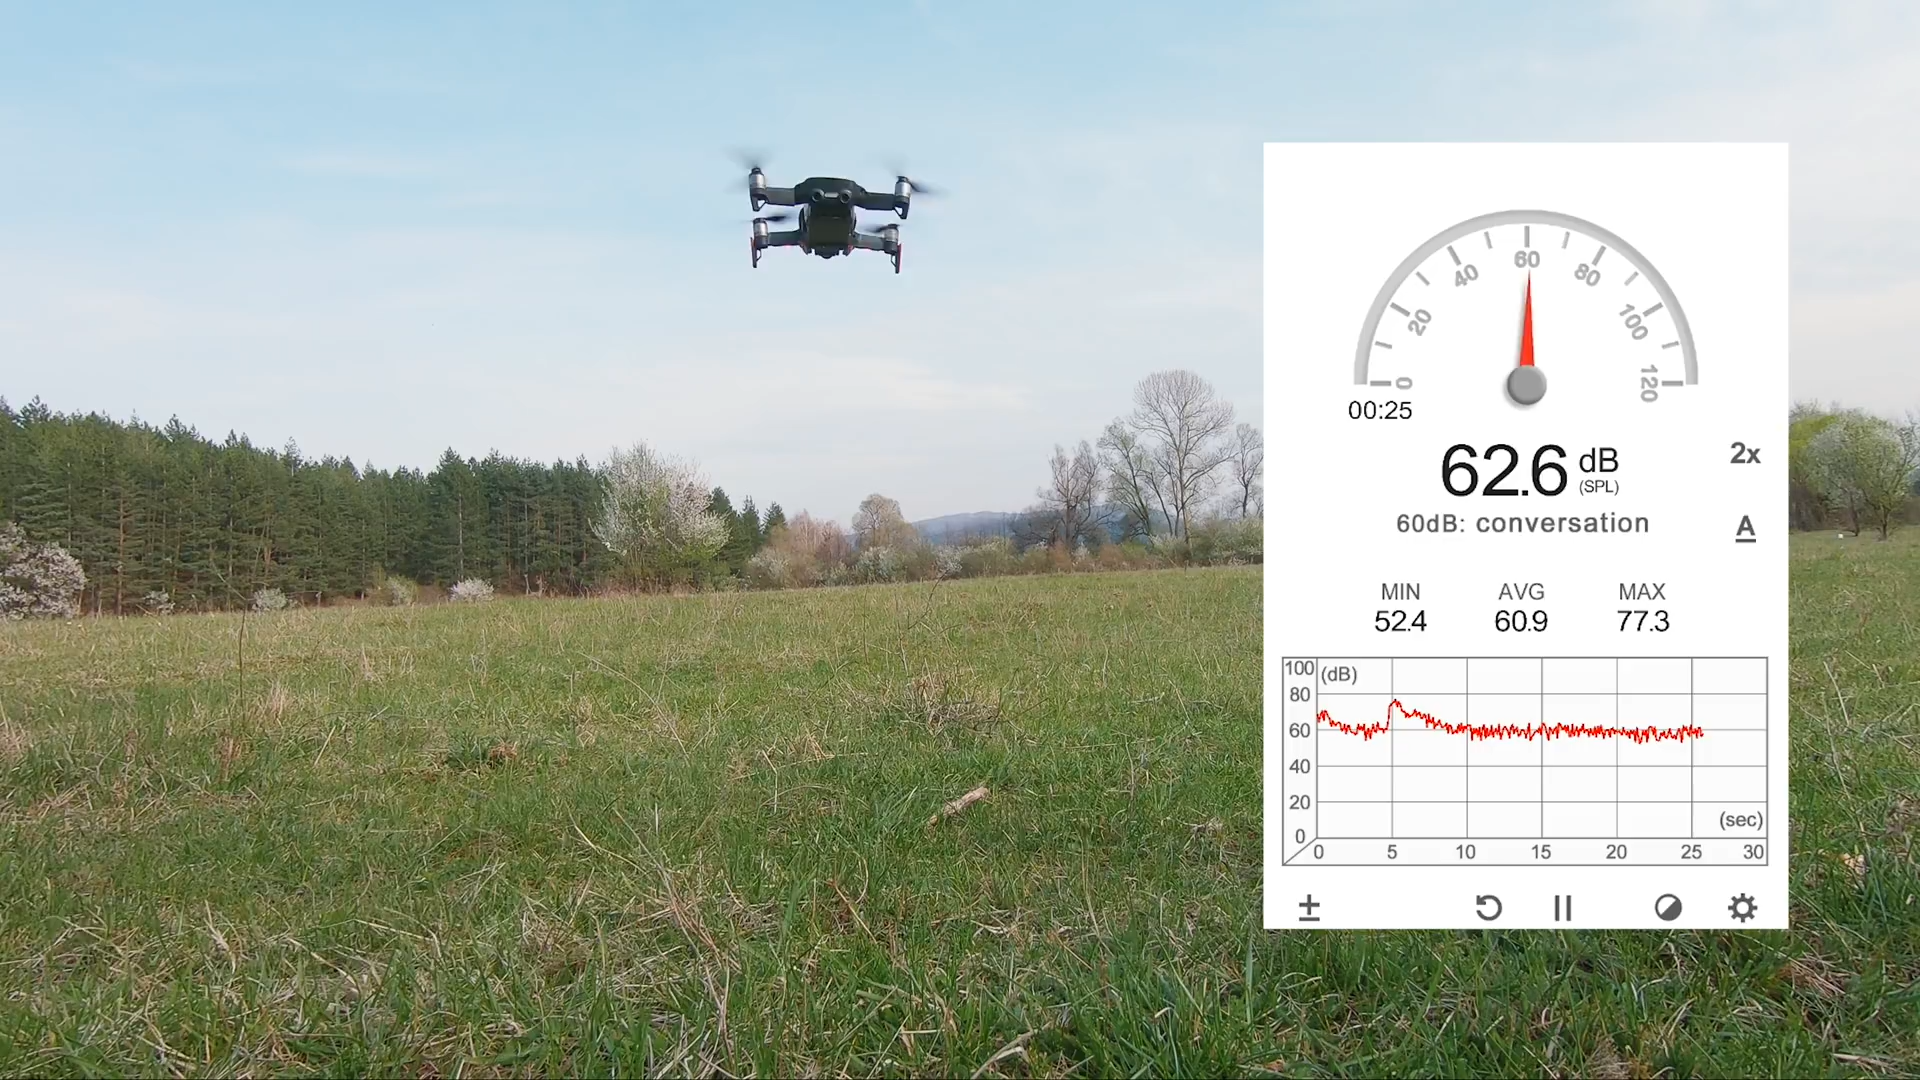 0 20 40 60 80 100 120
00:25
62.6 dB
(SPL)
2x
60dB: conversation
A
MIN AVG MAX
52.4 60.9 77.3
100 (dB)
80
60
40
20
(sec)
0
0 5 10 15 20 25 30